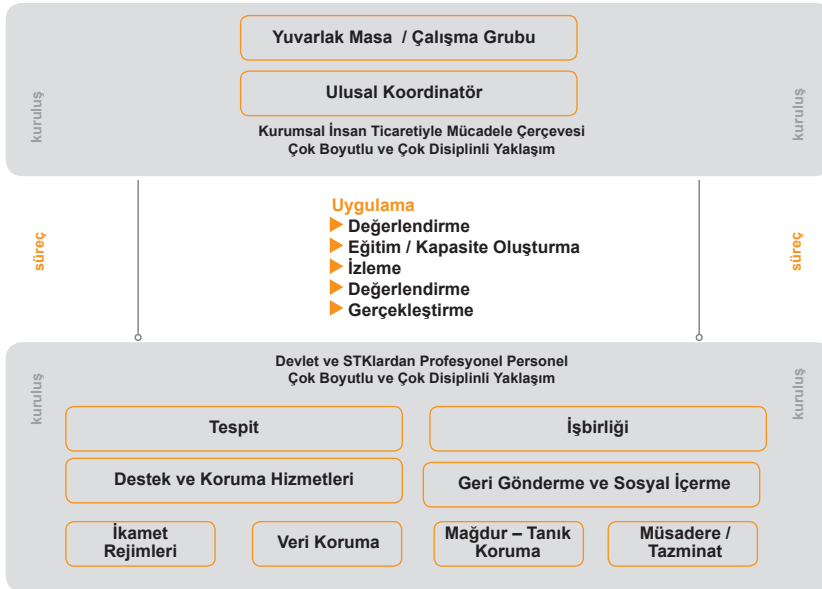 Yuvarlak Masa / Çalışma Grubu
Ulusal Koordinatör
kuruluş
kuruluş
Kurumsal İnsan Ticaretiyle Mücadele Çerçevesi
Çok Boyutlu ve Çok Disiplinli Yaklaşım
süreç
Uygulama
Değerlendirme
Eğitim / Kapasite Oluşturma
İzleme
Değerlendirme
Gerçekleştirme
süreç
Devlet ve STKlardan Profesyonel Personel
Çok Boyutlu ve Çok Disiplinli Yaklaşım
kuruluş
kuruluş
Tespit
İşbirliği
Destek ve Koruma Hizmetleri
Geri Gönderme ve Sosyal İçerme
İkamet
Rejimleri
Veri Koruma
Mağdur – Tanık
Koruma
Müsadere /
Tazminat